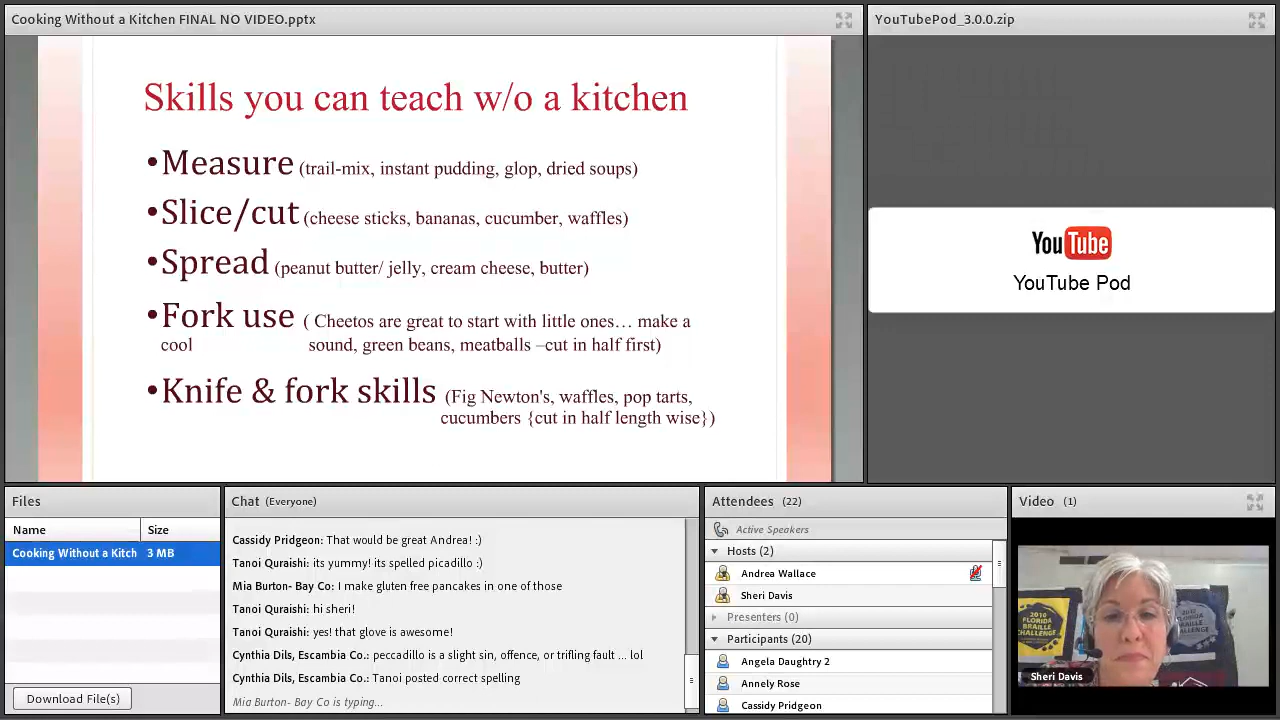 Cooking Without a Kitchen FINAL NO VIDEO.pptx
Skills you can teach w/o a kitchen
•Measure (trail-mix, instant pudding, glop, dried soups)
•Slice/cut (cheese sticks, bananas, cucumber, waffles)
•Spread (peanut butter/ jelly, cream cheese, butter)
•Fork use ( Cheetos are great to start with little ones… make a
cool sound, green beans, meatballs –cut in half first)
•Knife & fork skills (Fig Newton's, waffles, pop tarts,
cucumbers {cut in half length wise})
YouTubePod_3.0.0.zip
YouTube
YouTube Pod
Files
Name Size
Cooking Without a Kitch 3 MB
Download File(s)
Chat (Everyone)
Cassidy Pridgeon: That would be great Andrea! :)
Tanoi Quraishi: its yummy! its spelled picadillo :)
Mia Burton- Bay Co: I make gluten free pancakes in one of those
Tanoi Quraishi: hi sheri!
Tanoi Quraishi: yes! that glove is awesome!
Cynthia Dils, Escambia Co.: peccadillo is a slight sin, offence, or trifling fault ... lol
Cynthia Dils, Escambia Co.: Tanoi posted correct spelling
Mia Burton- Bay Co is typing...
Attendees (22)
Active Speakers
Hosts (2)
Andrea Wallace
Sheri Davis
Presenters (0)
Participants (20)
Angela Daughtry 2
Annely Rose
Cassidy Pridgeon
Video (1)
2010
FLORIDA
BRAILLE
CHALLENGE
Sheri Davis